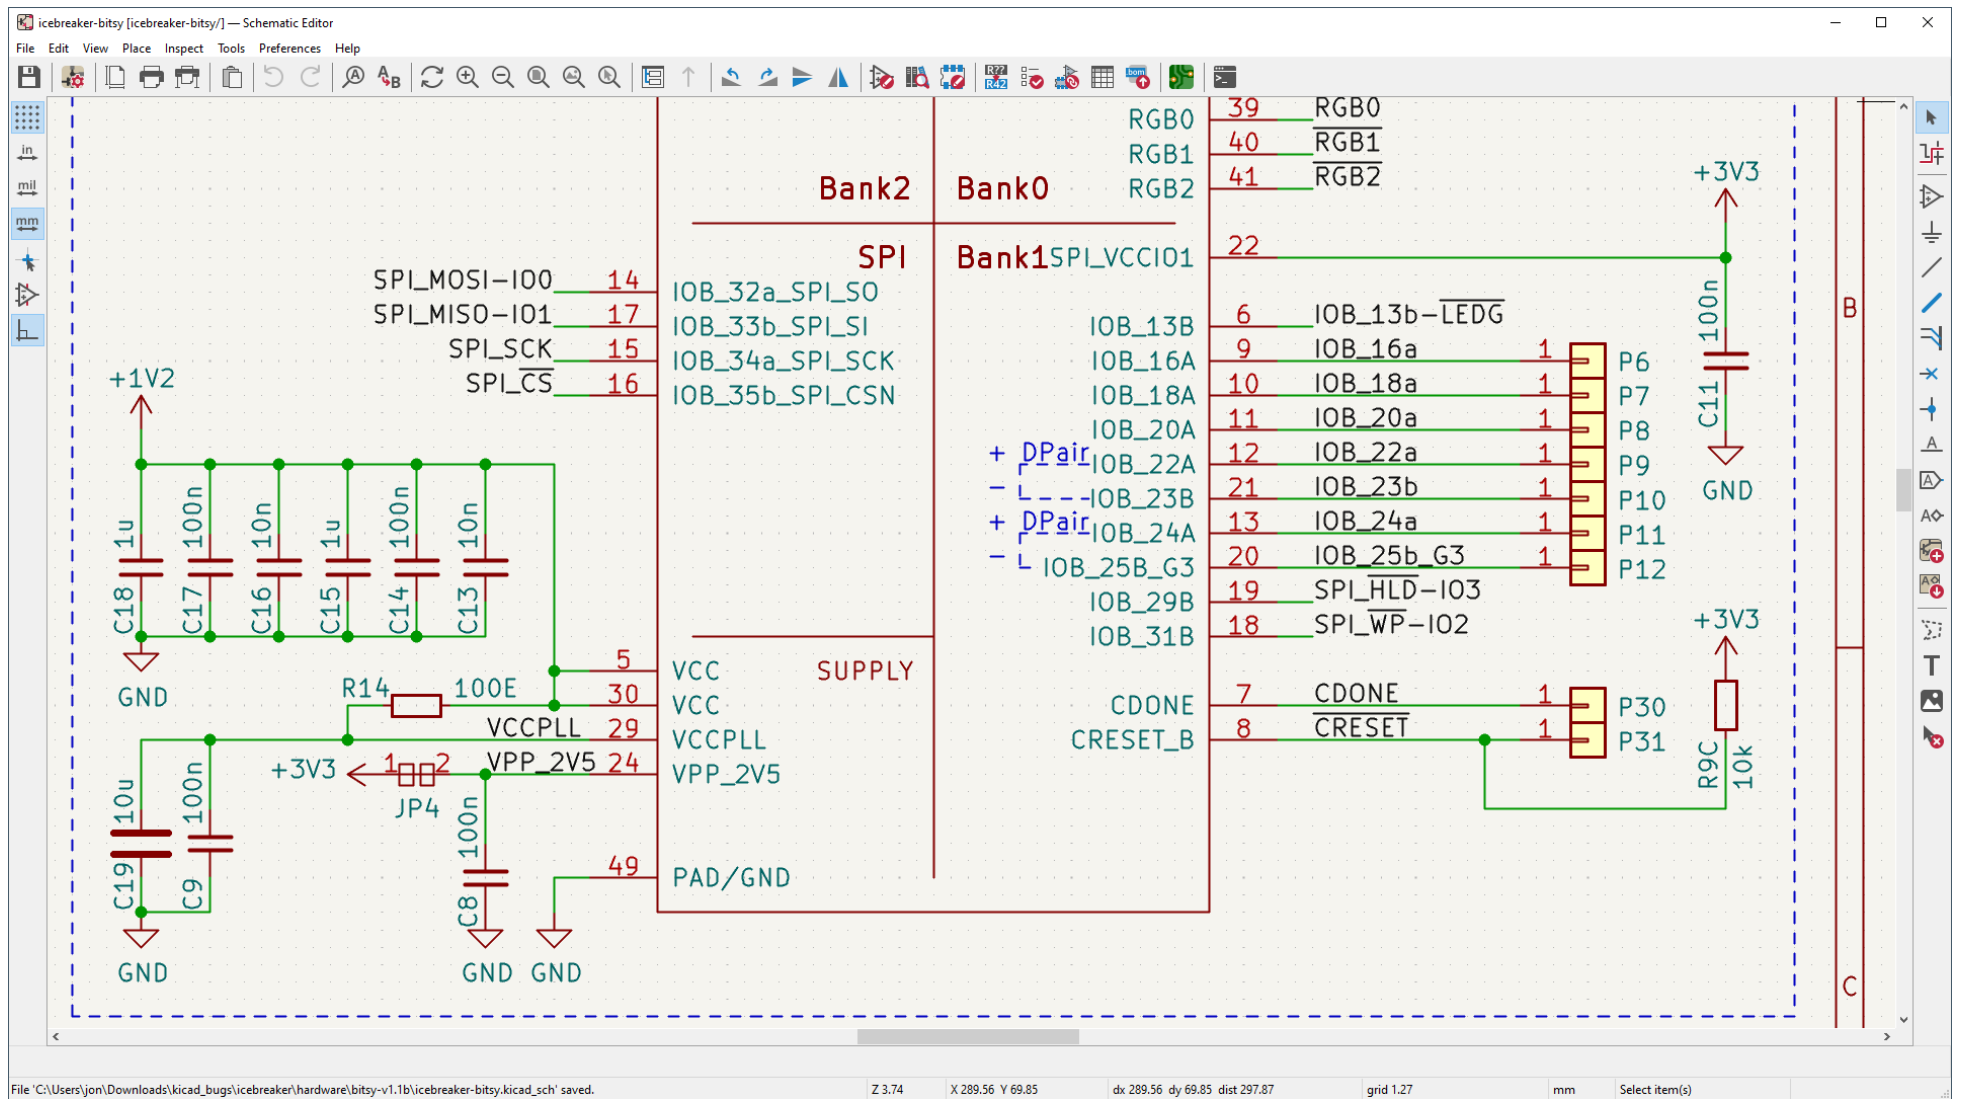 icebreaker-bitsy [icebreaker-bitsy/] — Schematic Editor
File Edit View Place Inspect Tools Preferences Help
in
mil
mm
RGB0 39 RGB0
RGB1 40 RGB1
RGB2 41 RGB2
Bank2 Bank0
SPI Bank1
SPI_VCCIO1 22
+3V3
100n
C11
GND
SPI_MOSI-IO0 14 IOB_32a_SPI_SO
SPI_MISO-IO1 17 IOB_33b_SPI_SI
SPI_SCK 15 IOB_34a_SPI_SCK
SPI_CS 16 IOB_35b_SPI_CSN
IOB_13B 6 IOB_13b-LEDG
IOB_16A 9 IOB_16a 1 P6
IOB_18A 10 IOB_18a 1 P7
IOB_20A 11 IOB_20a 1 P8
+ DPair IOB_22A 12 IOB_22a 1 P9
- IOB_23B 21 IOB_23b 1 P10
+ DPair IOB_24A 13 IOB_24a 1 P11
- IOB_25B_G3 20 IOB_25b_G3 1 P12
IOB_29B 19 SPI_HLD-IO3
IOB_31B 18 SPI_WP-IO2
+1V2
1u 100n 10n 1u 100n 10n
C18 C17 C16 C15 C14 C13
GND
5 VCC SUPPLY
R14 100E 30 VCC
VCCPLL 29 VCCPLL
+3V3 1 2 VPP_2V5 24 VPP_2V5
JP4
CDONE 7 CDONE 1 P30
CRESET_B 8 CRESET 1 P31
+3V3
R9C
10k
10u 100n 100n
C19 C9 C8
49 PAD/GND
GND GND GND
B
C
File 'C:\Users\jon\Downloads\kicad_bugs\icebreaker\hardware\bitsy-v1.1b\icebreaker-bitsy.kicad_sch' saved.
Z 3.74 X 289.56 Y 69.85 dx 289.56 dy 69.85 dist 297.87 grid 1.27 mm Select item(s)